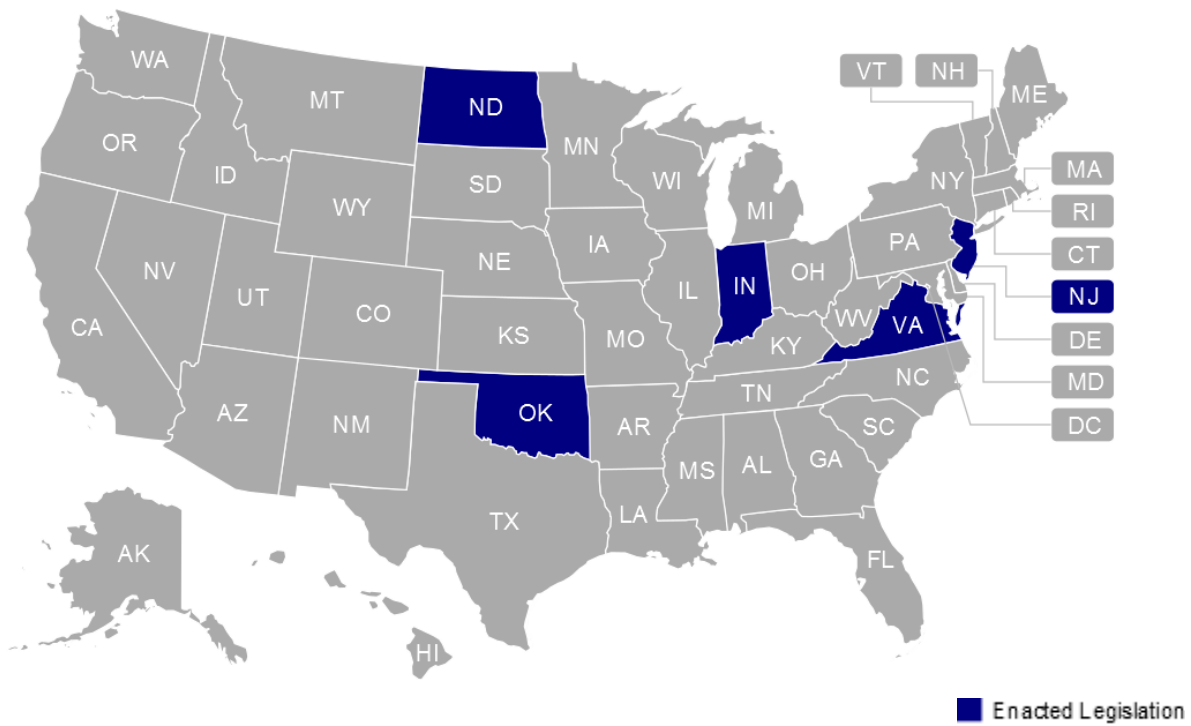 WA
MT
ND
MN
VT
NH
ME
OR
ID
SD
WI
MI
NY
MA
WY
RI
NV
UT
NE
IA
PA
CT
CO
IL
IN
OH
NJ
CA
KS
MO
WV
VA
DE
KY
MD
AZ
NM
OK
AR
TN
NC
DC
SC
MS
AL
GA
TX
LA
FL
AK
HI
Enacted Legislation